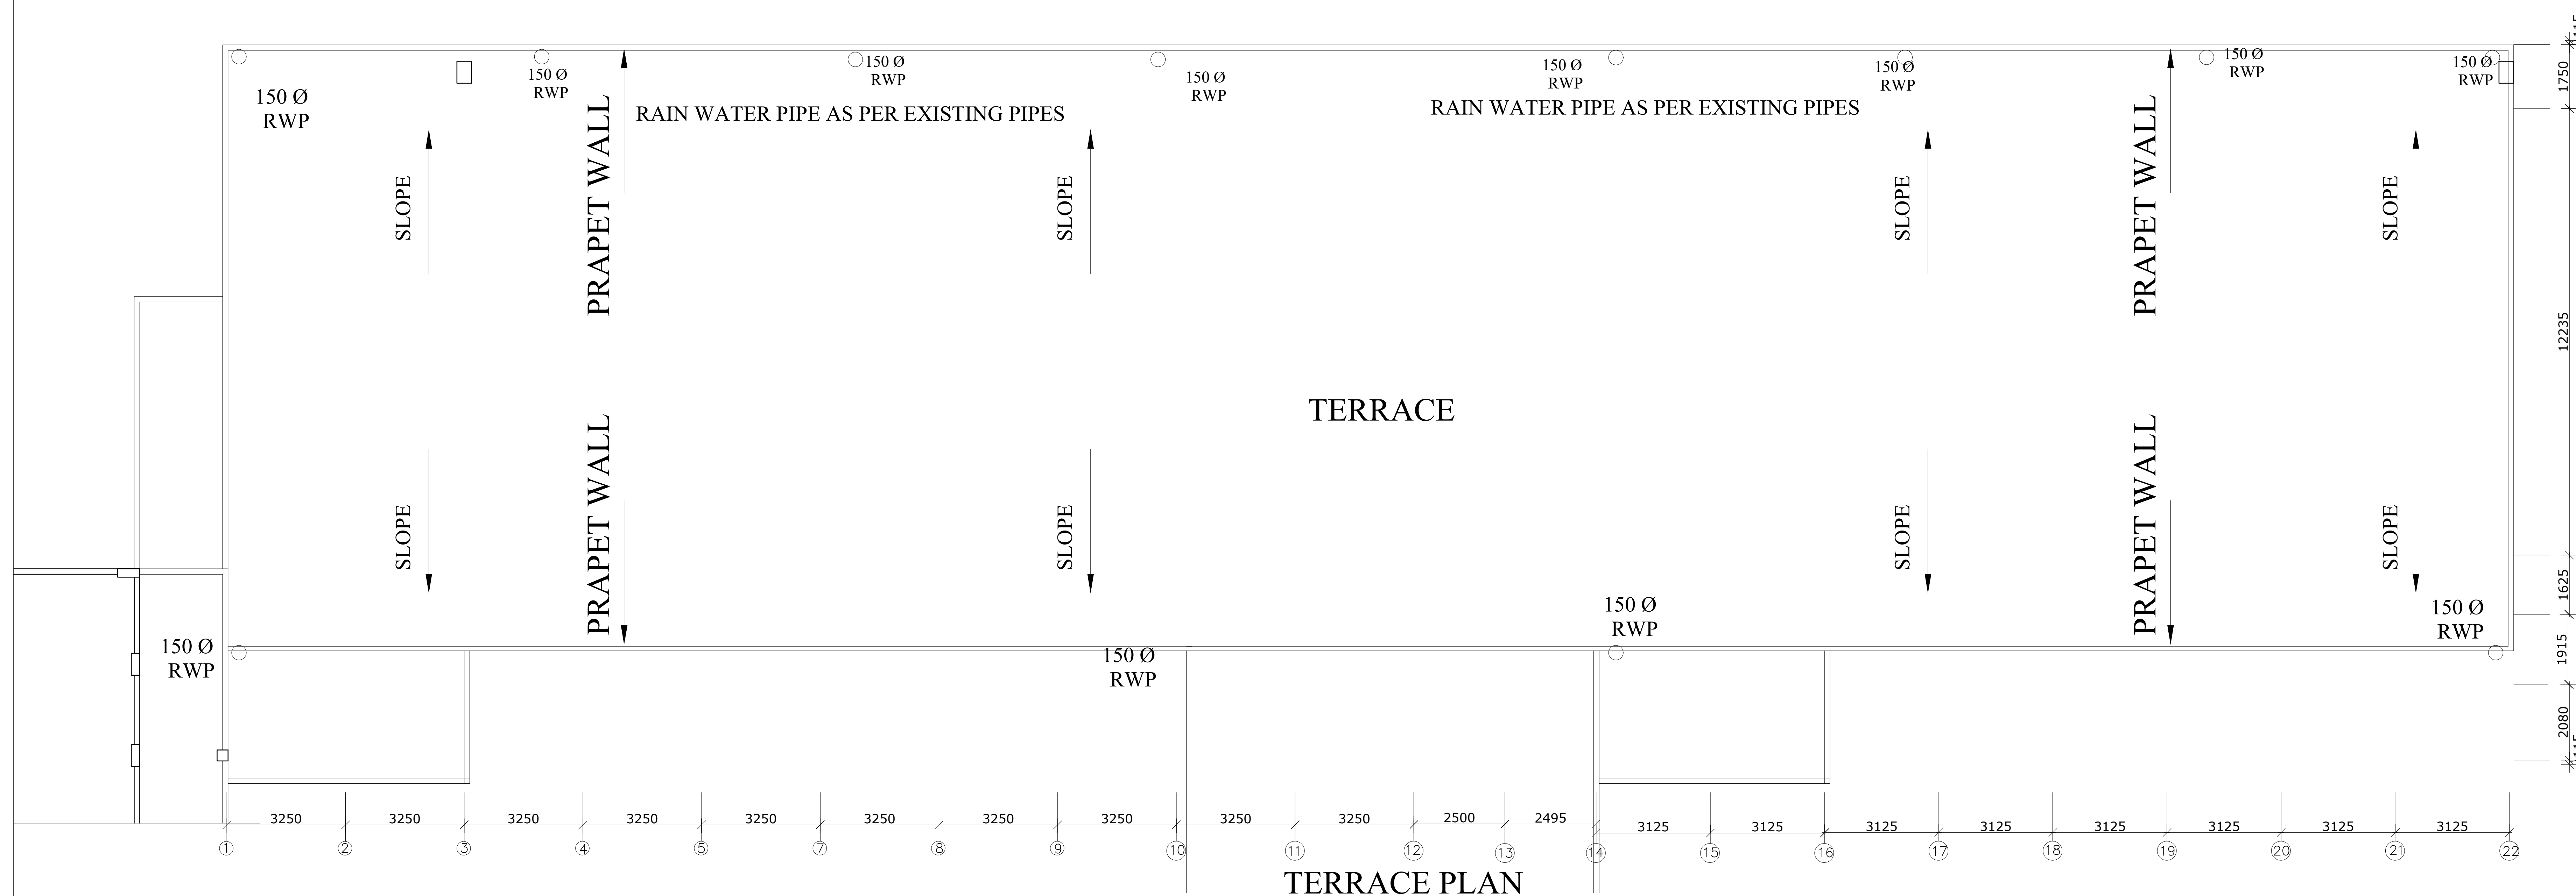 150 Ø
RWP
150 Ø
RWP
150 Ø
RWP
150 Ø
RWP
150 Ø
RWP
150 Ø
RWP
150 Ø
RWP
150 Ø
RWP
RAIN WATER PIPE AS PER EXISTING PIPES
RAIN WATER PIPE AS PER EXISTING PIPES
SLOPE
PRAPET WALL
SLOPE
SLOPE
PRAPET WALL
SLOPE
TERRACE
SLOPE
PRAPET WALL
SLOPE
SLOPE
PRAPET WALL
SLOPE
150 Ø
RWP
150 Ø
RWP
150 Ø
RWP
150 Ø
RWP
1750
12235
1625
1915
2080
3250
3250
3250
3250
3250
3250
3250
3250
3250
3250
2500
2495
3125
3125
3125
3125
3125
3125
3125
3125
1
2
3
4
5
7
8
9
10
11
12
13
14
15
16
17
18
19
20
21
22
TERRACE PLAN